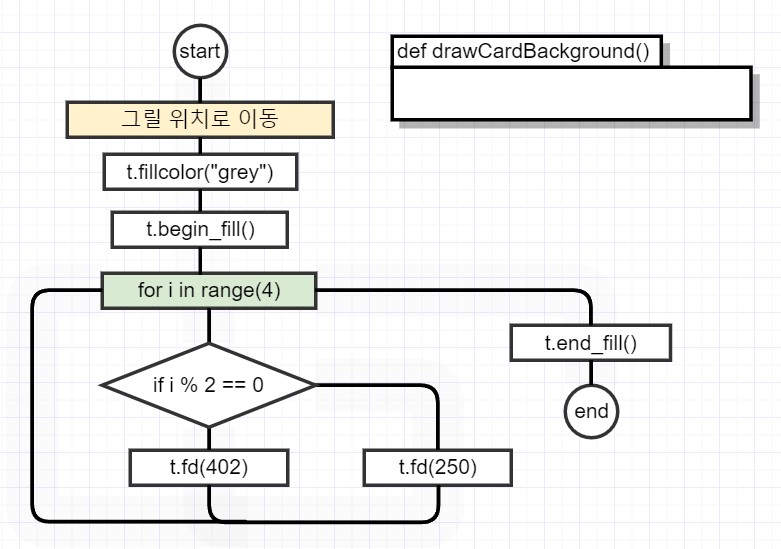 start
def drawCardBackground()
그릴 위치로 이동
t.fillcolor("grey")
t.begin_fill()
for i in range(4)
t.end_fill()
if i % 2 == 0
end
t.fd(402)
t.fd(250)